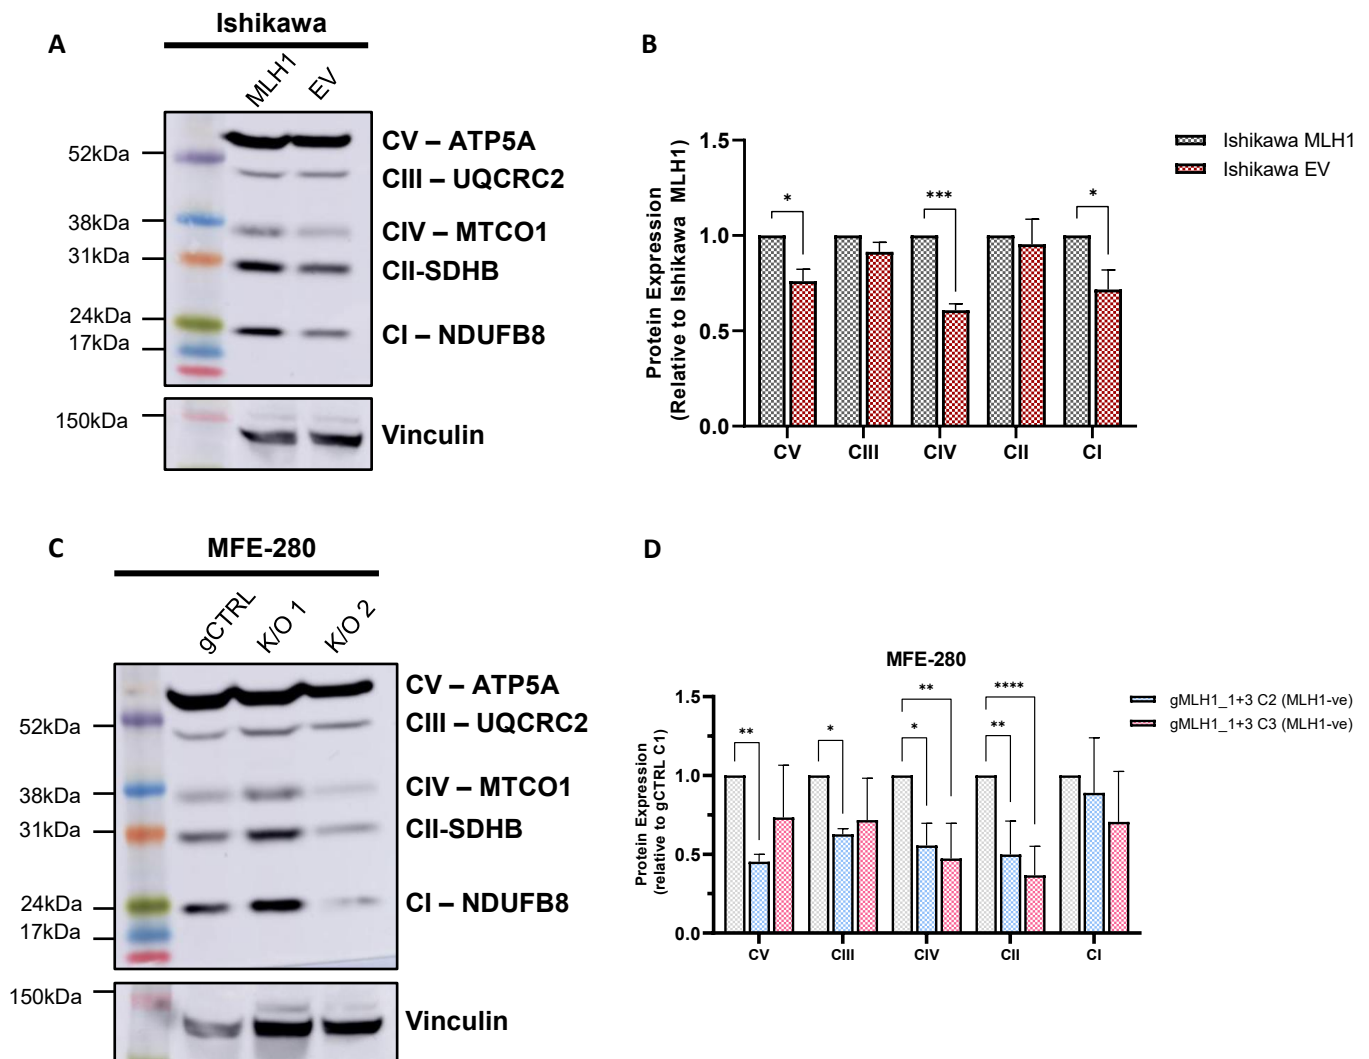 A
Ishikawa
MLH1
EV
52kDa
38kDa
31kDa
24kDa
17kDa
150kDa
CV – ATP5A
CIII – UQCRC2
CIV – MTCO1
CII-SDHB
CI – NDUFB8
Vinculin
B
Protein Expression
(Relative to Ishikawa MLH1)
1.5
1.0
0.5
0.0
*
***
*
CV
CIII
CIV
CII
CI
Ishikawa MLH1
Ishikawa EV
C
MFE-280
gCTRL
K/O 1
K/O 2
52kDa
38kDa
31kDa
24kDa
17kDa
150kDa
CV – ATP5A
CIII – UQCRC2
CIV – MTCO1
CII-SDHB
CI – NDUFB8
Vinculin
D
MFE-280
Protein Expression
(relative to gCTRL C1)
1.5
1.0
0.5
0.0
**
*
**
*
****
**
CV
CIII
CIV
CII
CI
gMLH1_1+3 C2 (MLH1-ve)
gMLH1_1+3 C3 (MLH1-ve)